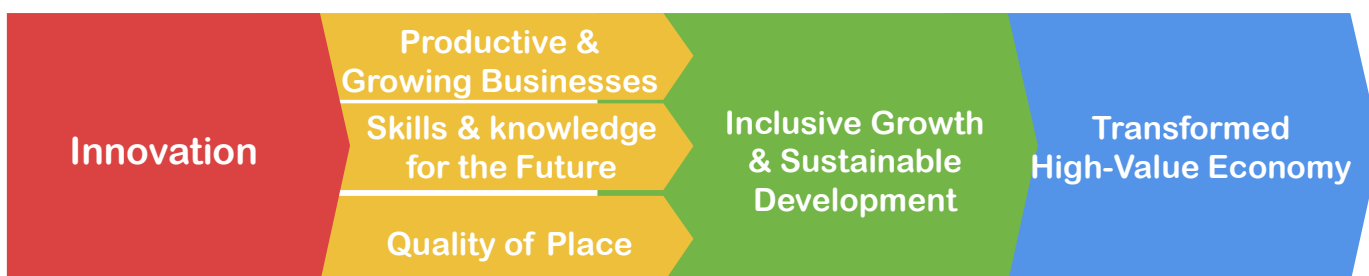 Innovation
Productive &
Growing Businesses
Skills & knowledge
for the Future
Quality of Place
Inclusive Growth
& Sustainable
Development
Transformed
High-Value Economy